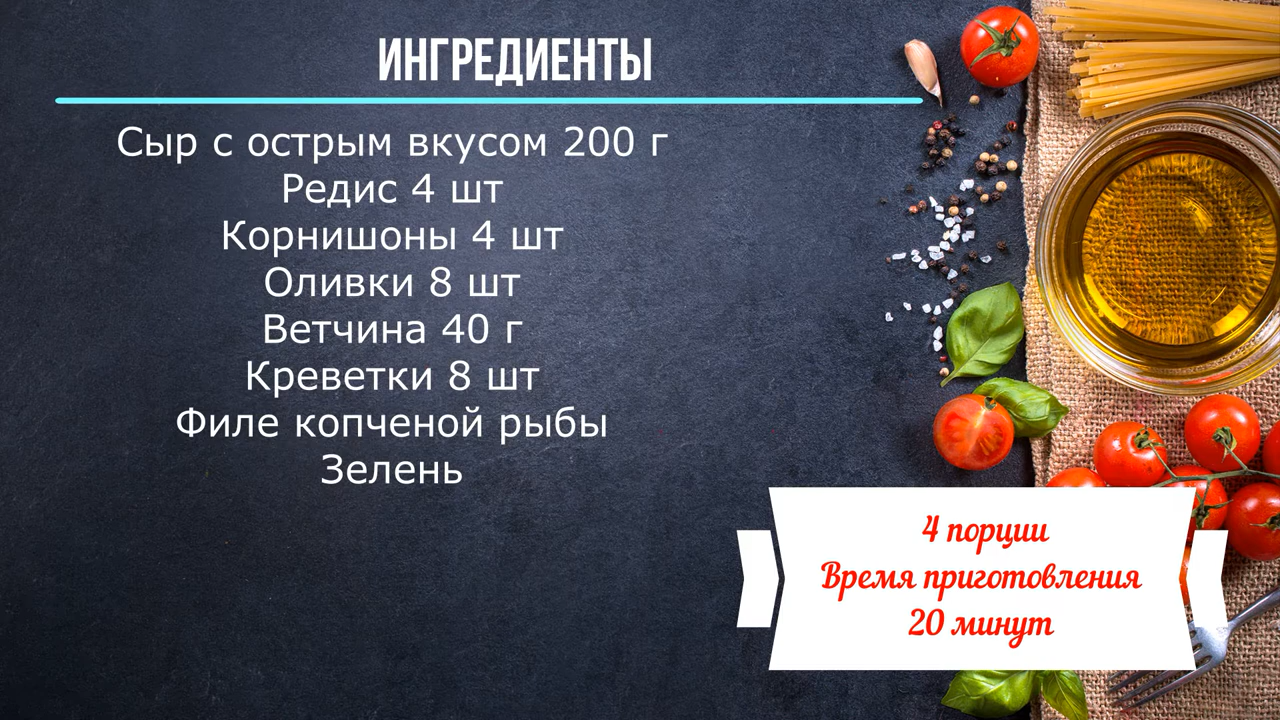 ИНГРЕДИЕНТЫ
Сыр с острым вкусом 200 г
Редис 4 шт
Корнишоны 4 шт
Оливки 8 шт
Ветчина 40 г
Креветки 8 шт
Филе копченой рыбы
Зелень
4 порции
Время приготовления
20 минут